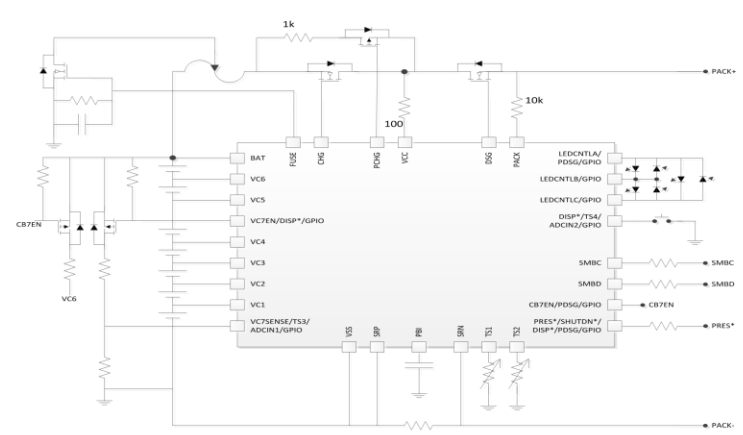 1k
PACK+
10k
100
FUSE
CHG
PCHG
VCC
DSG
PACK
BAT
VC6
VC5
VC7EN/DISP*/GPIO
VC4
VC3
VC2
VC1
VC7SENSE/TS3/
ADCIN1/GPIO
LEDCNTLA/
PDSG/GPIO
LEDCNTLB/GPIO
LEDCNTLC/GPIO
DISP*/TS4/
ADCIN2/GPIO
SMBC
SMBC
SMBD
SMBD
CB7EN/PDSG/GPIO
CB7EN
PRES*/SHUTDN*/
DISP*/PDSG/GPIO
PRES*
CB7EN
VC6
VSS
SRP
PBI
SRN
TS1
TS2
PACK-